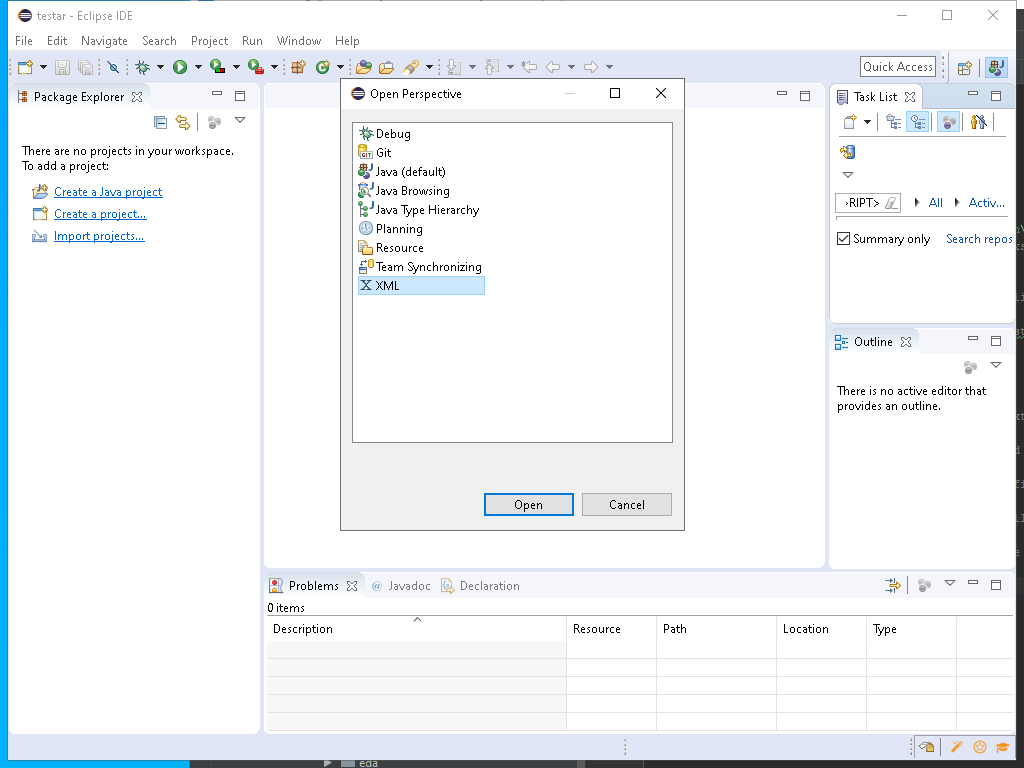 testar - Eclipse IDE
File Edit Navigate Search Project Run Window Help
Quick Access
Package Explorer
There are no projects in your workspace.
To add a project:
Create a Java project
Create a project...
Import projects...
Open Perspective
Debug
Git
Java (default)
Java Browsing
Java Type Hierarchy
Planning
Resource
Team Synchronizing
XML
Open Cancel
Task List
›RIPT> All Activ...
Summary only Search repos
Outline
There is no active editor that
provides an outline.
Problems @ Javadoc Declaration
0 items
Description Resource Path Location Type
eda